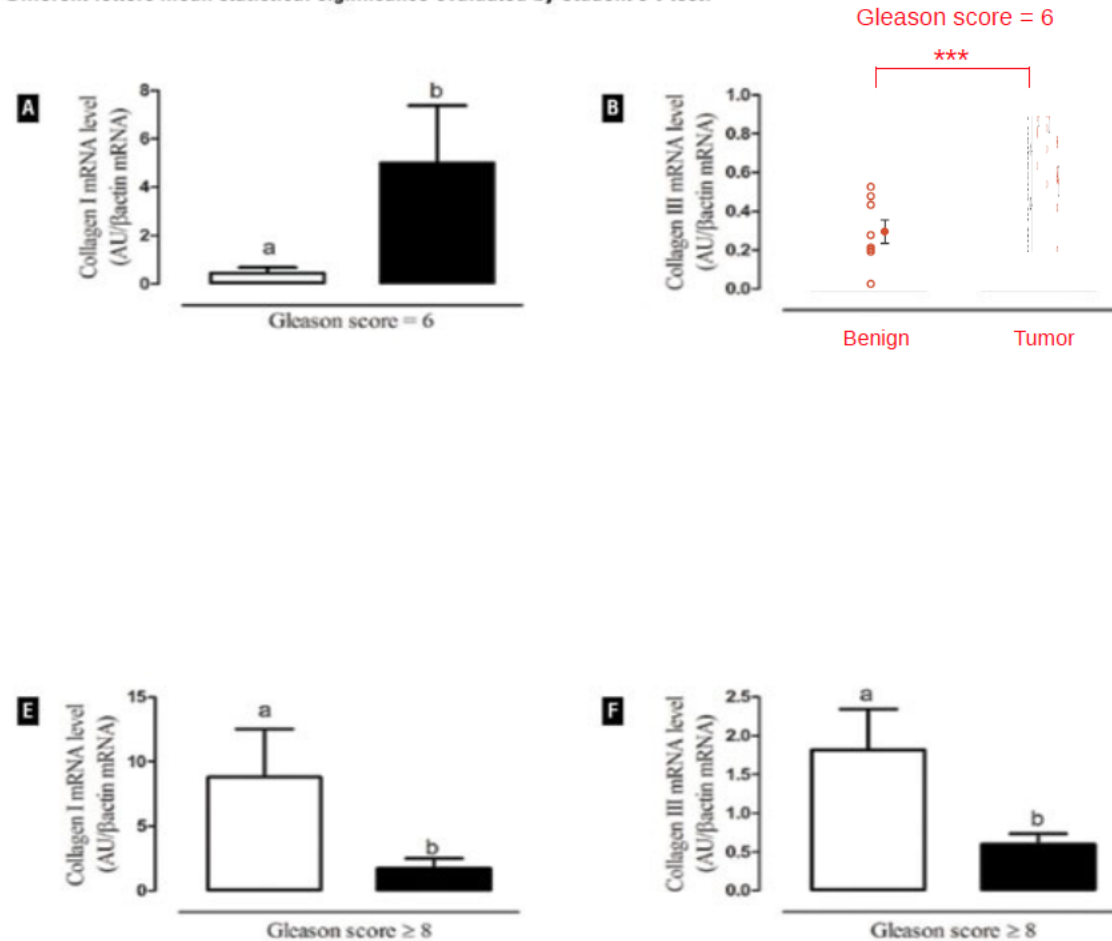 Gleason score = 6
***
A
Collagen I mRNA level
(AU/βactin mRNA)
8
6
4
2
0
a
b
Gleason score = 6
B
Collagen III mRNA level
(AU/βactin mRNA)
1.0
0.8
0.6
0.4
0.2
0.0
Benign
Tumor
E
Collagen I mRNA level
(AU/βactin mRNA)
15
10
5
0
a
b
Gleason score ≥ 8
F
Collagen III mRNA level
(AU/βactin mRNA)
2.5
2.0
1.5
1.0
0.5
0.0
a
b
Gleason score ≥ 8